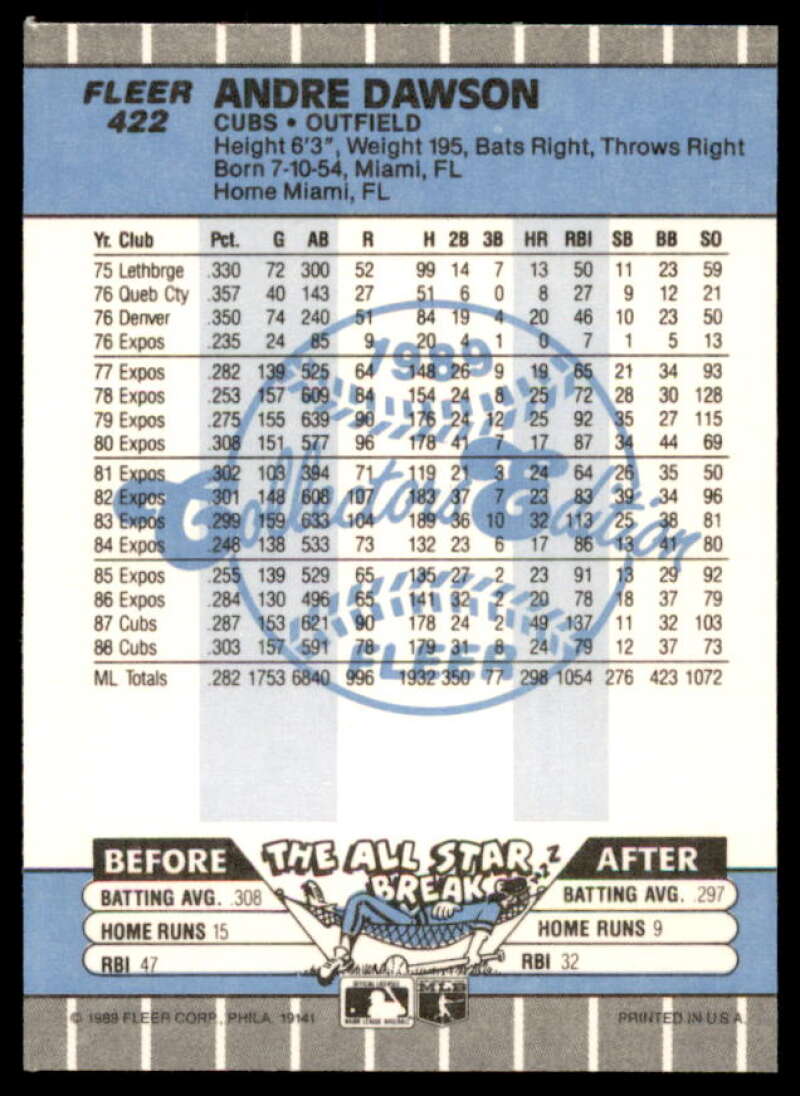 FLEER ANDRE DAWSON
422 CUBS • OUTFIELD
Height 6'3", Weight 195, Bats Right, Throws Right
Born 7-10-54, Miami, FL
Home Miami, FL
Yr. Club Pct. G AB R H 2B 3B HR RBI SB BB SO
75 Lethbrge .330 72 300 52 99 14 7 13 50 11 23 59
76 Queb Cty .357 40 143 27 51 6 0 8 27 9 12 21
76 Denver .350 74 240 51 84 19 4 20 46 10 23 50
76 Expos .235 24 85 9 20 4 1 0 7 1 5 13
77 Expos .282 139 525 64 148 26 9 19 65 21 34 93
78 Expos .253 157 609 84 154 24 8 25 72 28 30 128
79 Expos .275 155 639 90 176 24 12 25 92 35 27 115
80 Expos .308 151 577 96 178 41 7 17 87 34 44 69
81 Expos .302 103 394 71 119 21 3 24 64 26 35 50
82 Expos .301 148 608 107 183 37 7 23 83 39 34 96
83 Expos .299 159 633 104 189 36 10 32 113 25 38 81
84 Expos .248 138 533 73 132 23 6 17 86 13 41 80
85 Expos .255 139 529 65 135 27 2 23 91 13 29 92
86 Expos .284 130 496 65 141 32 2 20 78 18 37 79
87 Cubs .287 153 621 90 178 24 2 49 137 11 32 103
88 Cubs .303 157 591 78 179 31 8 24 79 12 37 73
ML Totals .282 1753 6840 996 1932 350 77 298 1054 276 423 1072
1989
Collectors Edition
FLEER
BEFORE THE ALL STAR BREAK ZZZ AFTER
BATTING AVG. .308 BATTING AVG. .297
HOME RUNS 15 HOME RUNS 9
RBI 47 RBI 32
OFFICIAL LICENSEE
MAJOR LEAGUE BASEBALL
MLB
© 1989 FLEER CORP., PHILA. 19141 PRINTED IN U.S.A.